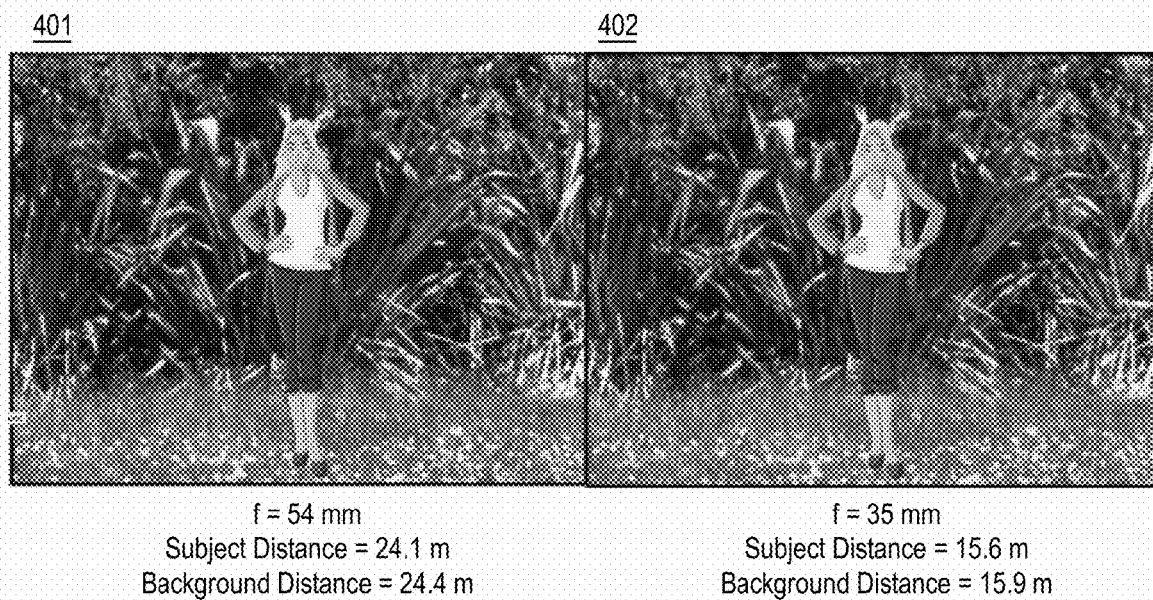 401
402
f = 54 mm
Subject Distance = 24.1 m
Background Distance = 24.4 m
f = 35 mm
Subject Distance = 15.6 m
Background Distance = 15.9 m